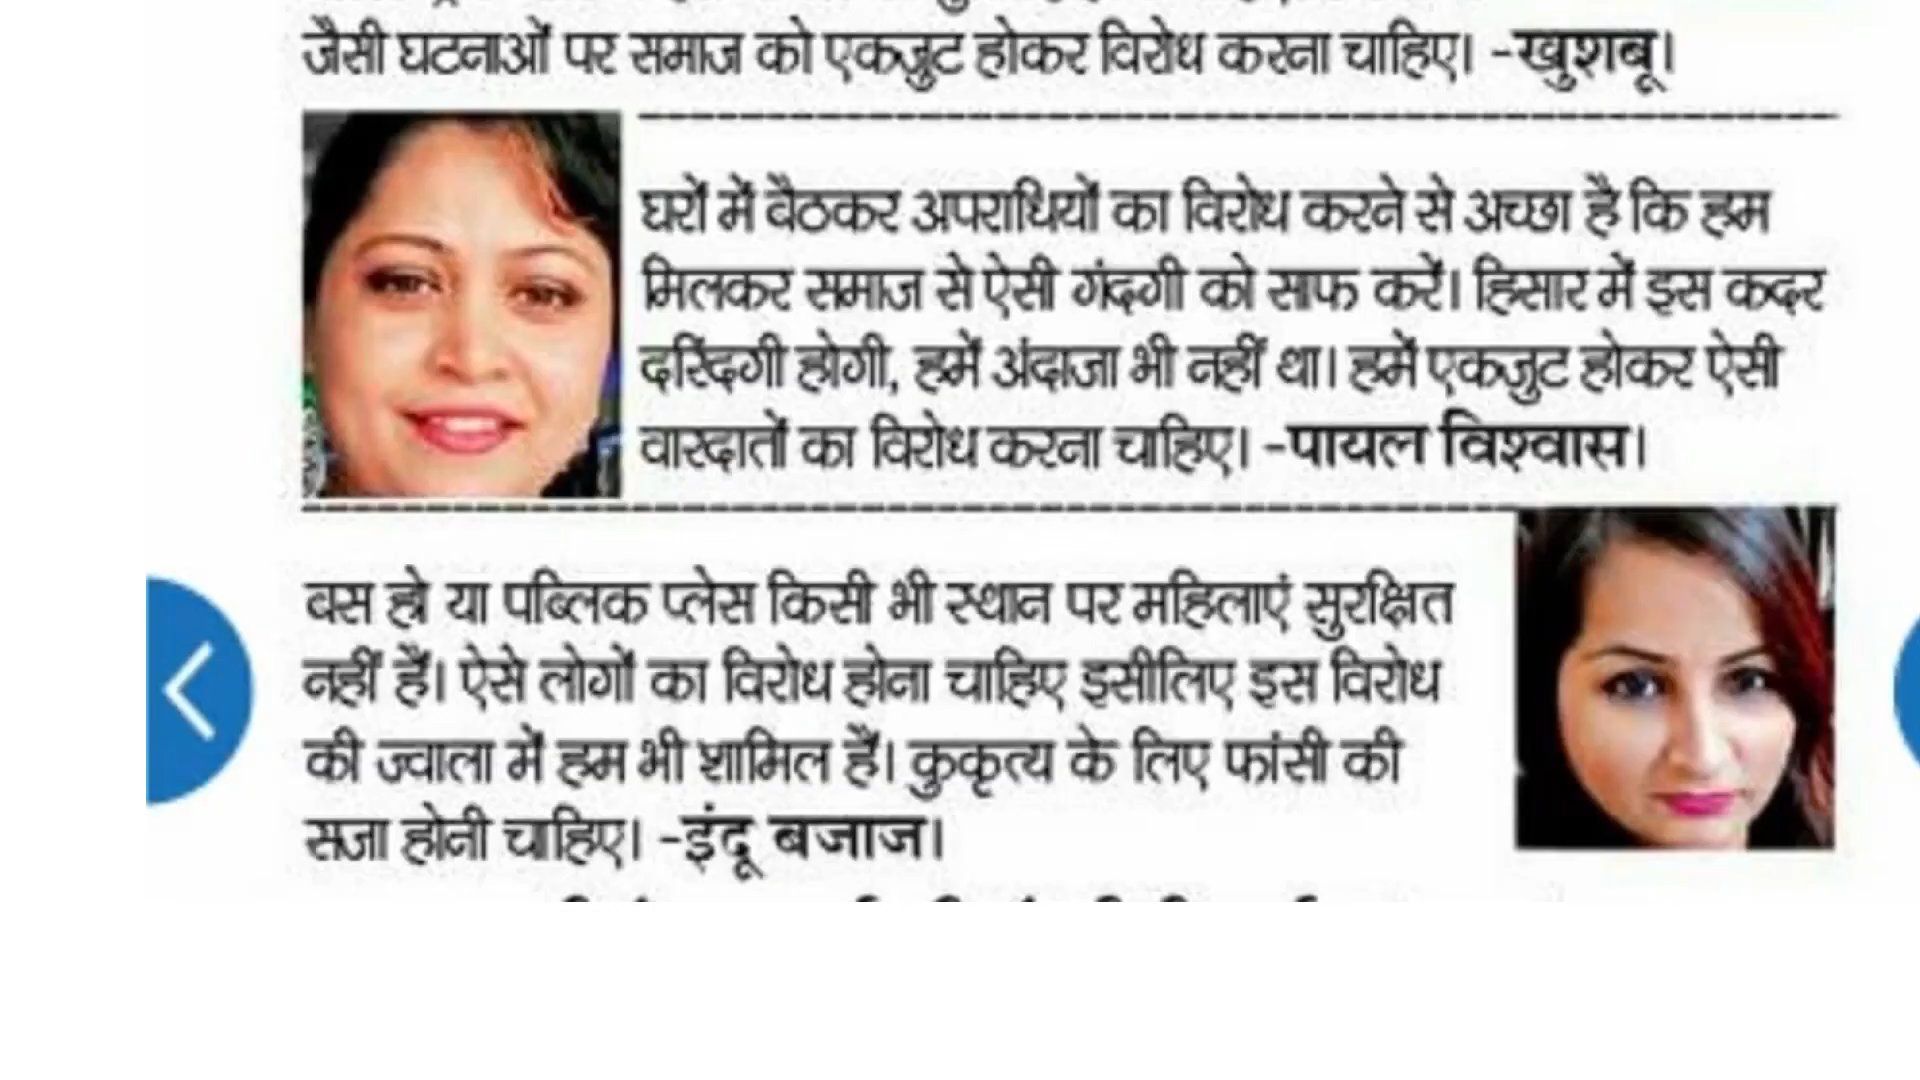 जैसी घटनाओं पर समाज को एकजुट होकर विरोध करना चाहिए। -खुशबू।
घरों में बैठकर अपराधियों का विरोध करने से अच्छा है कि हम
मिलकर समाज से ऐसी गंदगी को साफ करें। हिसार में इस कदर
दरिंदगी होगी, हमें अंदाजा भी नहीं था। हमें एकजुट होकर ऐसी
वारदातों का विरोध करना चाहिए। -पायल विश्वास।
बस हो या पब्लिक प्लेस किसी भी स्थान पर महिलाएं सुरक्षित
नहीं हैं। ऐसे लोगों का विरोध होना चाहिए इसीलिए इस विरोध
की ज्वाला में हम भी शामिल हैं। कुकृत्य के लिए फांसी की
सजा होनी चाहिए। -इंदू बजाज।